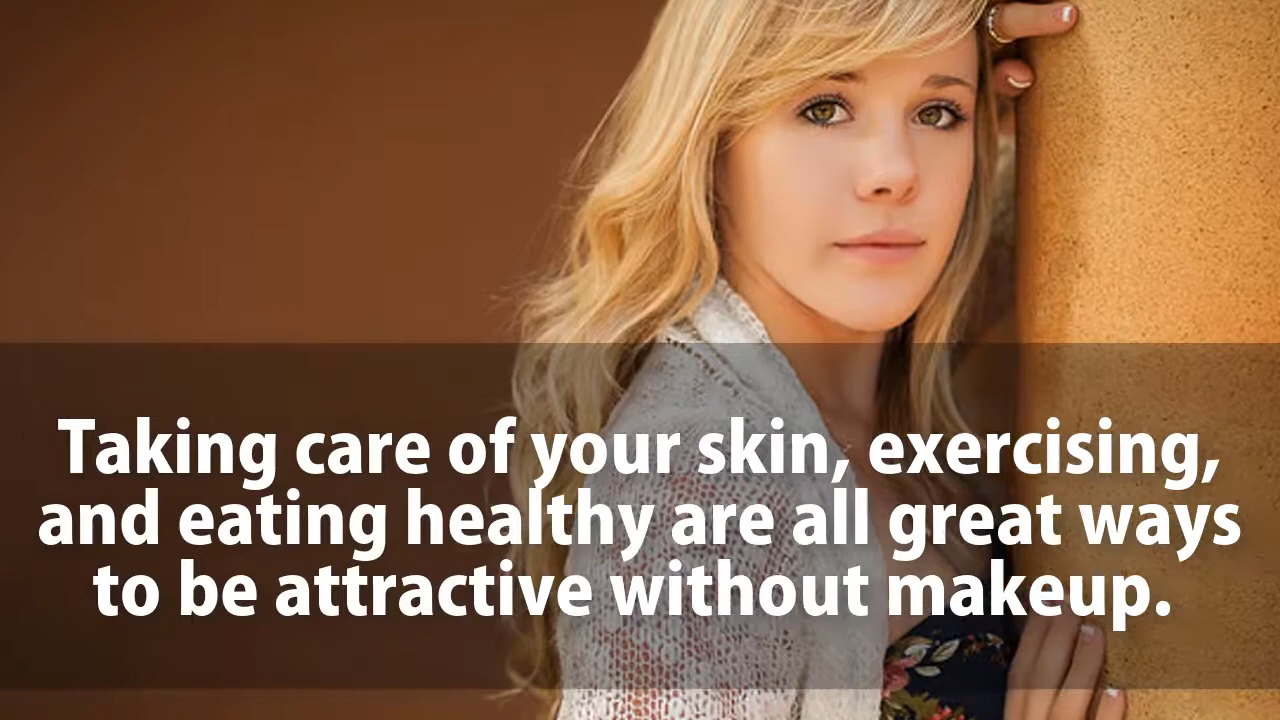 Taking care of your skin, exercising,
and eating healthy are all great ways
to be attractive without makeup.